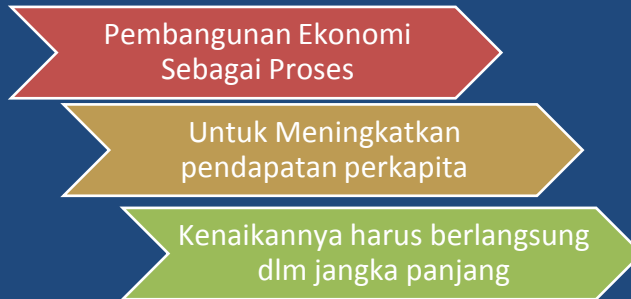 Pembangunan Ekonomi
Sebagai Proses
Untuk Meningkatkan
pendapatan perkapita
Kenaikannya harus berlangsung
dlm jangka panjang